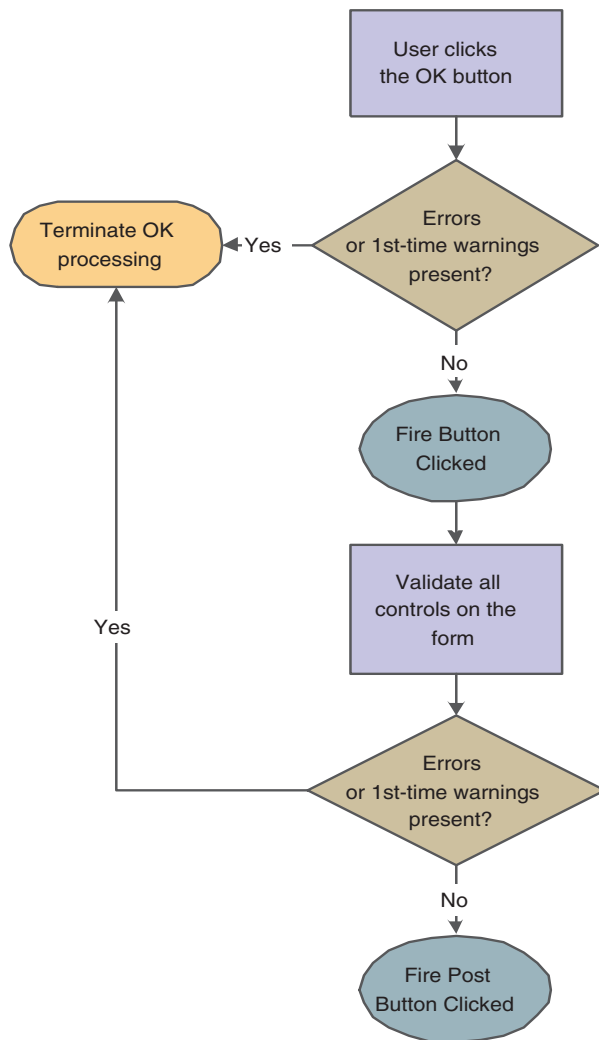 User clicks
the OK button
Errors
or 1st-time warnings
present?
Yes
Terminate OK
processing
No
Fire Button
Clicked
Validate all
controls on the
form
Errors
or 1st-time warnings
present?
Yes
No
Fire Post
Button Clicked